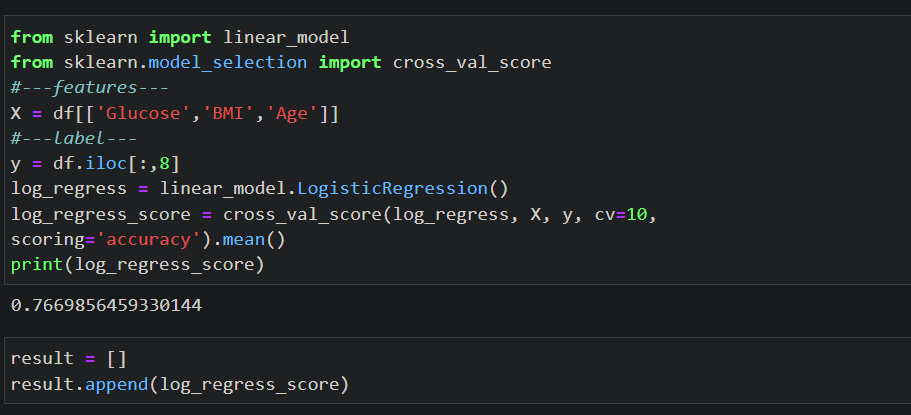 from sklearn import linear_model
from sklearn.model_selection import cross_val_score
#---features---
X = df[['Glucose','BMI','Age']]
#---label---
y = df.iloc[:,8]
log_regress = linear_model.LogisticRegression()
log_regress_score = cross_val_score(log_regress, X, y, cv=10,
scoring='accuracy').mean()
print(log_regress_score)
0.7669856459330144
result = []
result.append(log_regress_score)